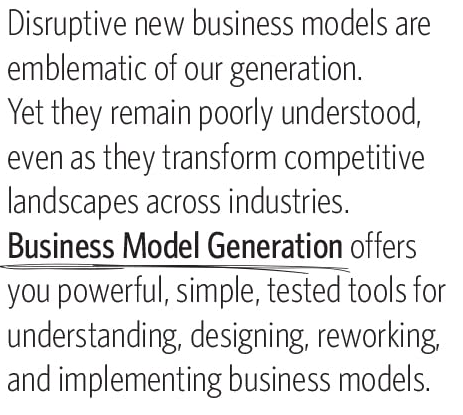 Disruptive new business models are
emblematic of our generation.
Yet they remain poorly understood,
even as they transform competitive
landscapes across industries.
Business Model Generation offers
you powerful, simple, tested tools for
understanding, designing, reworking,
and implementing business models.